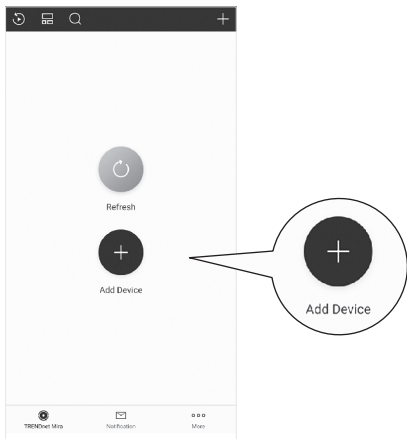 Refresh
Add Device
Add Device
TRENDnet Mira
Notification
More